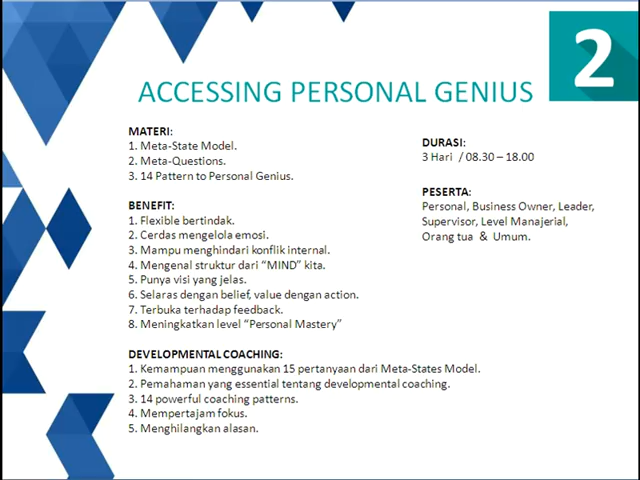 2
ACCESSING PERSONAL GENIUS
MATERI:
1. Meta-State Model.
2. Meta-Questions.
3. 14 Pattern to Personal Genius.
BENEFIT:
1. Flexible bertindak.
2. Cerdas mengelola emosi.
3. Mampu menghindari konflik internal.
4. Mengenal struktur dari “MIND” kita.
5. Punya visi yang jelas.
6. Selaras dengan belief, value dengan action.
7. Terbuka terhadap feedback.
8. Meningkatkan level “Personal Mastery”
DEVELOPMENTAL COACHING:
1. Kemampuan menggunakan 15 pertanyaan dari Meta-States Model.
2. Pemahaman yang essential tentang developmental coaching.
3. 14 powerful coaching patterns.
4. Mempertajam fokus.
5. Menghilangkan alasan.
DURASI:
3 Hari / 08.30 – 18.00
PESERTA:
Personal, Business Owner, Leader,
Supervisor, Level Manajerial,
Orang tua & Umum.